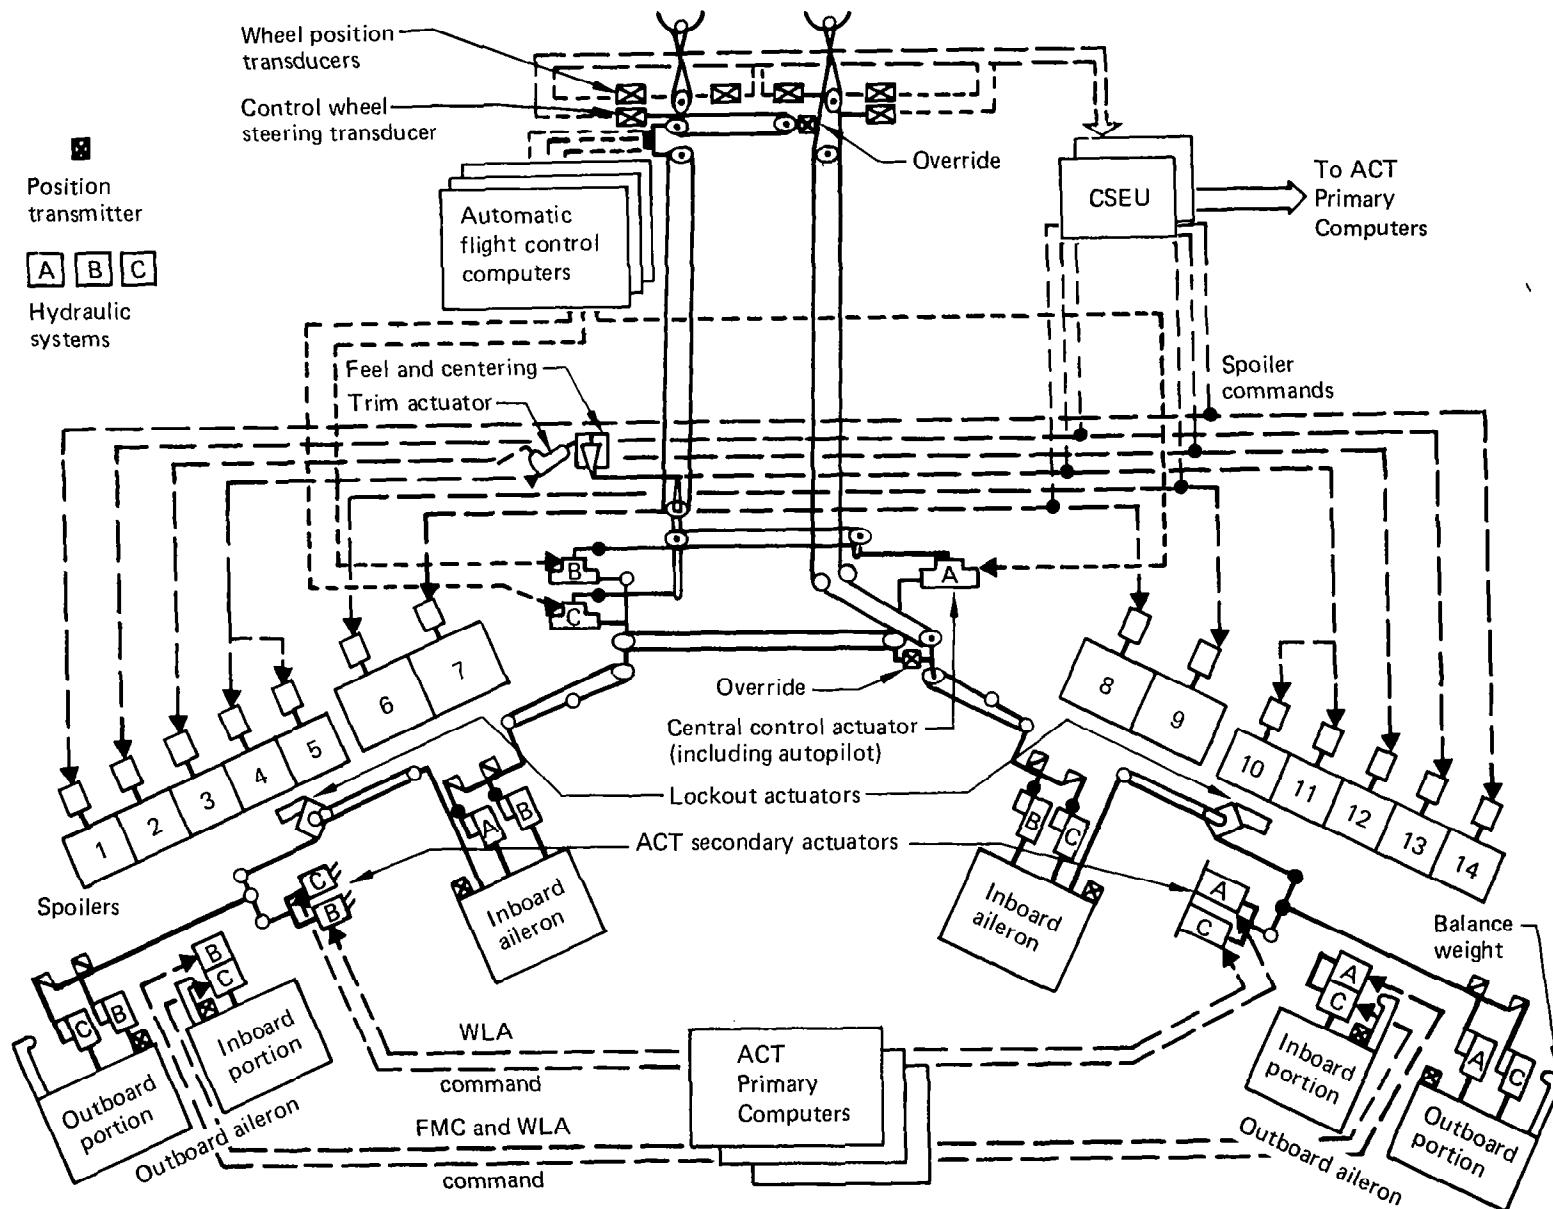 Wheel position
transducers
Control wheel
steering transducer
Override
Position
transmitter
A B C
Hydraulic
systems
Automatic
flight control
computers
CSEU
To ACT
Primary
Computers
Feel and centering
Trim actuator
Spoiler
commands
B
C
A
Override
Central control actuator
(including autopilot)
Lockout actuators
ACT secondary actuators
1
2
3
4
5
6
7
8
9
10
11
12
13
14
Spoilers
A
B
B
C
Inboard
aileron
Inboard
aileron
C
B
A
C
Balance
weight
B
C
C
B
A
C
A
C
Inboard
portion
Outboard
portion
Outboard aileron
Inboard
portion
Outboard
portion
Outboard aileron
WLA
command
FMC and WLA
command
ACT
Primary
Computers